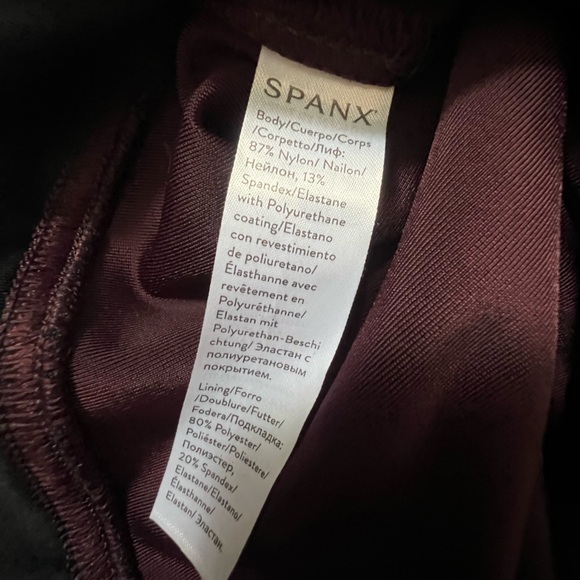 SPANX
Body/Cuerpo/Corps
/Corpetto/Лиф:
87% Nylon/ Nailon/
Нейлон, 13%
Spandex/Elastane
with Polyurethane
coating/Elastano
con revestimiento
de poliuretano/
Élasthanne avec
revêtement en
Polyuréthanne/
Elastan mit
Polyurethan-Beschi
chtung/ Эластан с
полиуретановым
покрытием.
Lining/Forro
/Doublure/Futter/
Fodera/Подкладка:
80% Polyester/
Poliéster/Poliestere/
Полиэстер,
20% Spandex/
Elastane/Elastano/
Élasthanne/
Elastan/ Эластан.